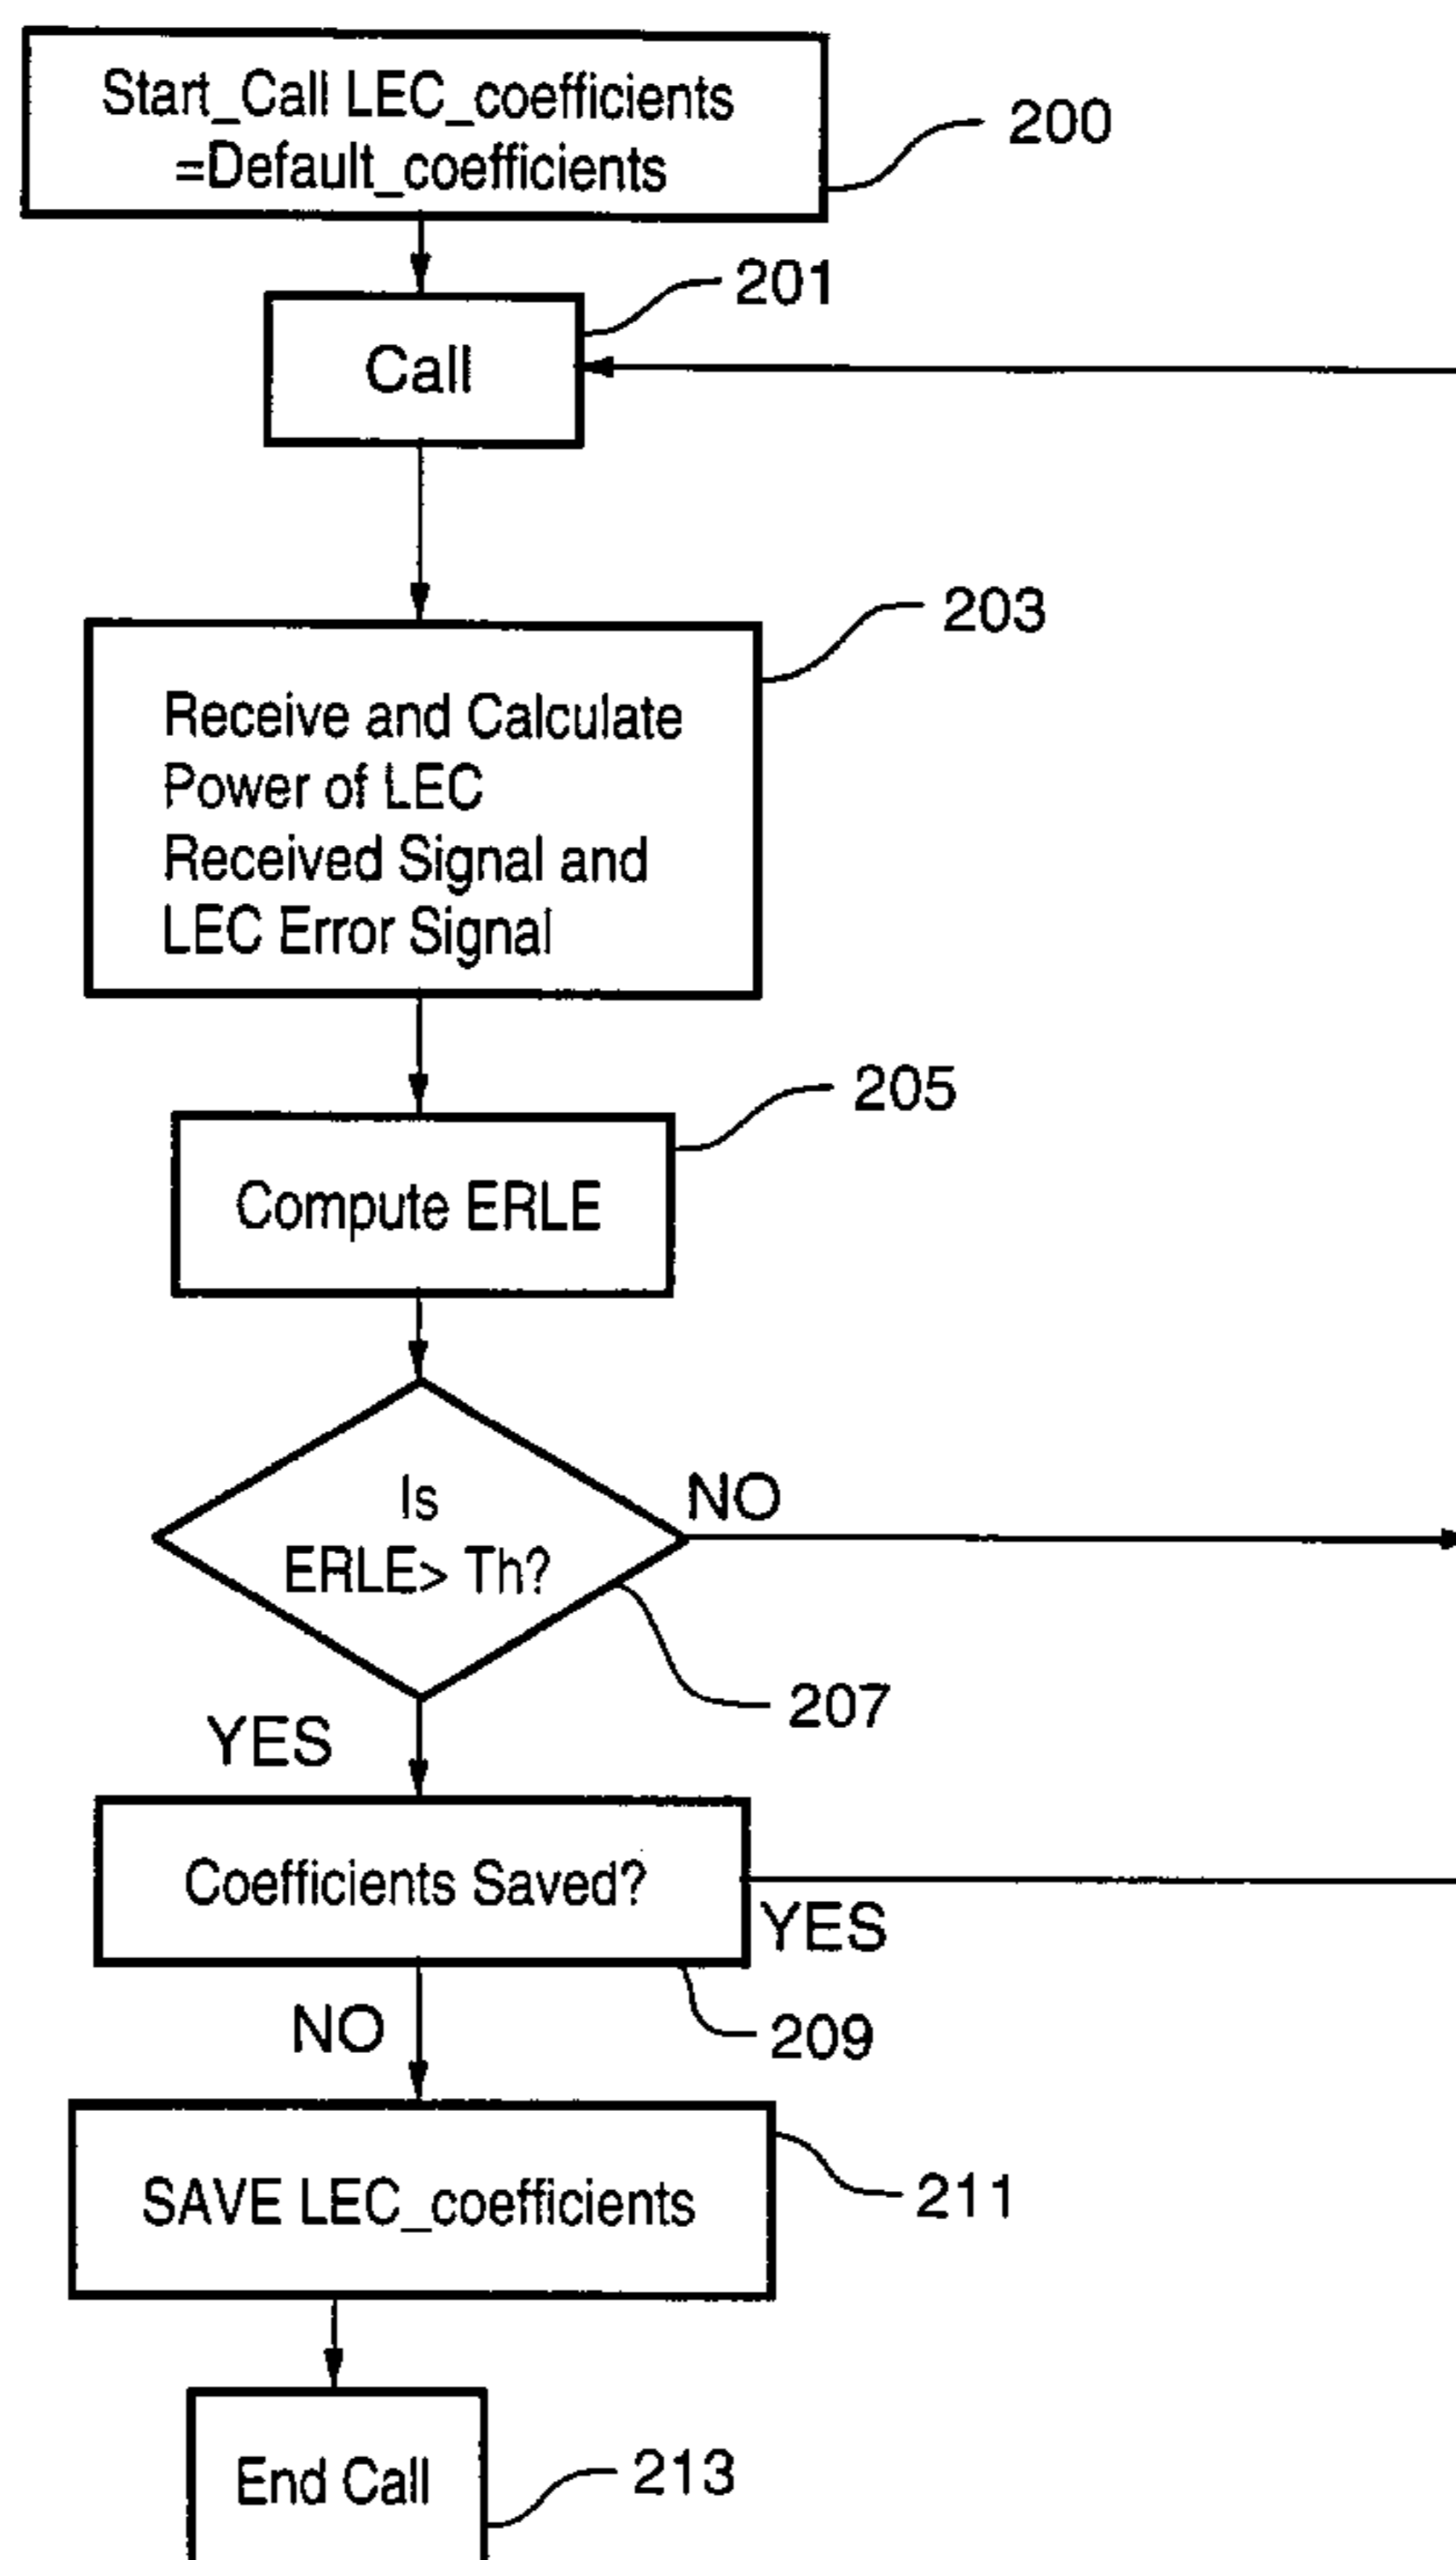 Start_Call LEC_coefficients
=Default_coefficients
200
201
Call
203
Receive and Calculate
Power of LEC
Received Signal and
LEC Error Signal
205
Compute ERLE
Is
ERLE> Th?
NO
207
YES
Coefficients Saved?
YES
NO
209
SAVE LEC_coefficients
211
End Call
213